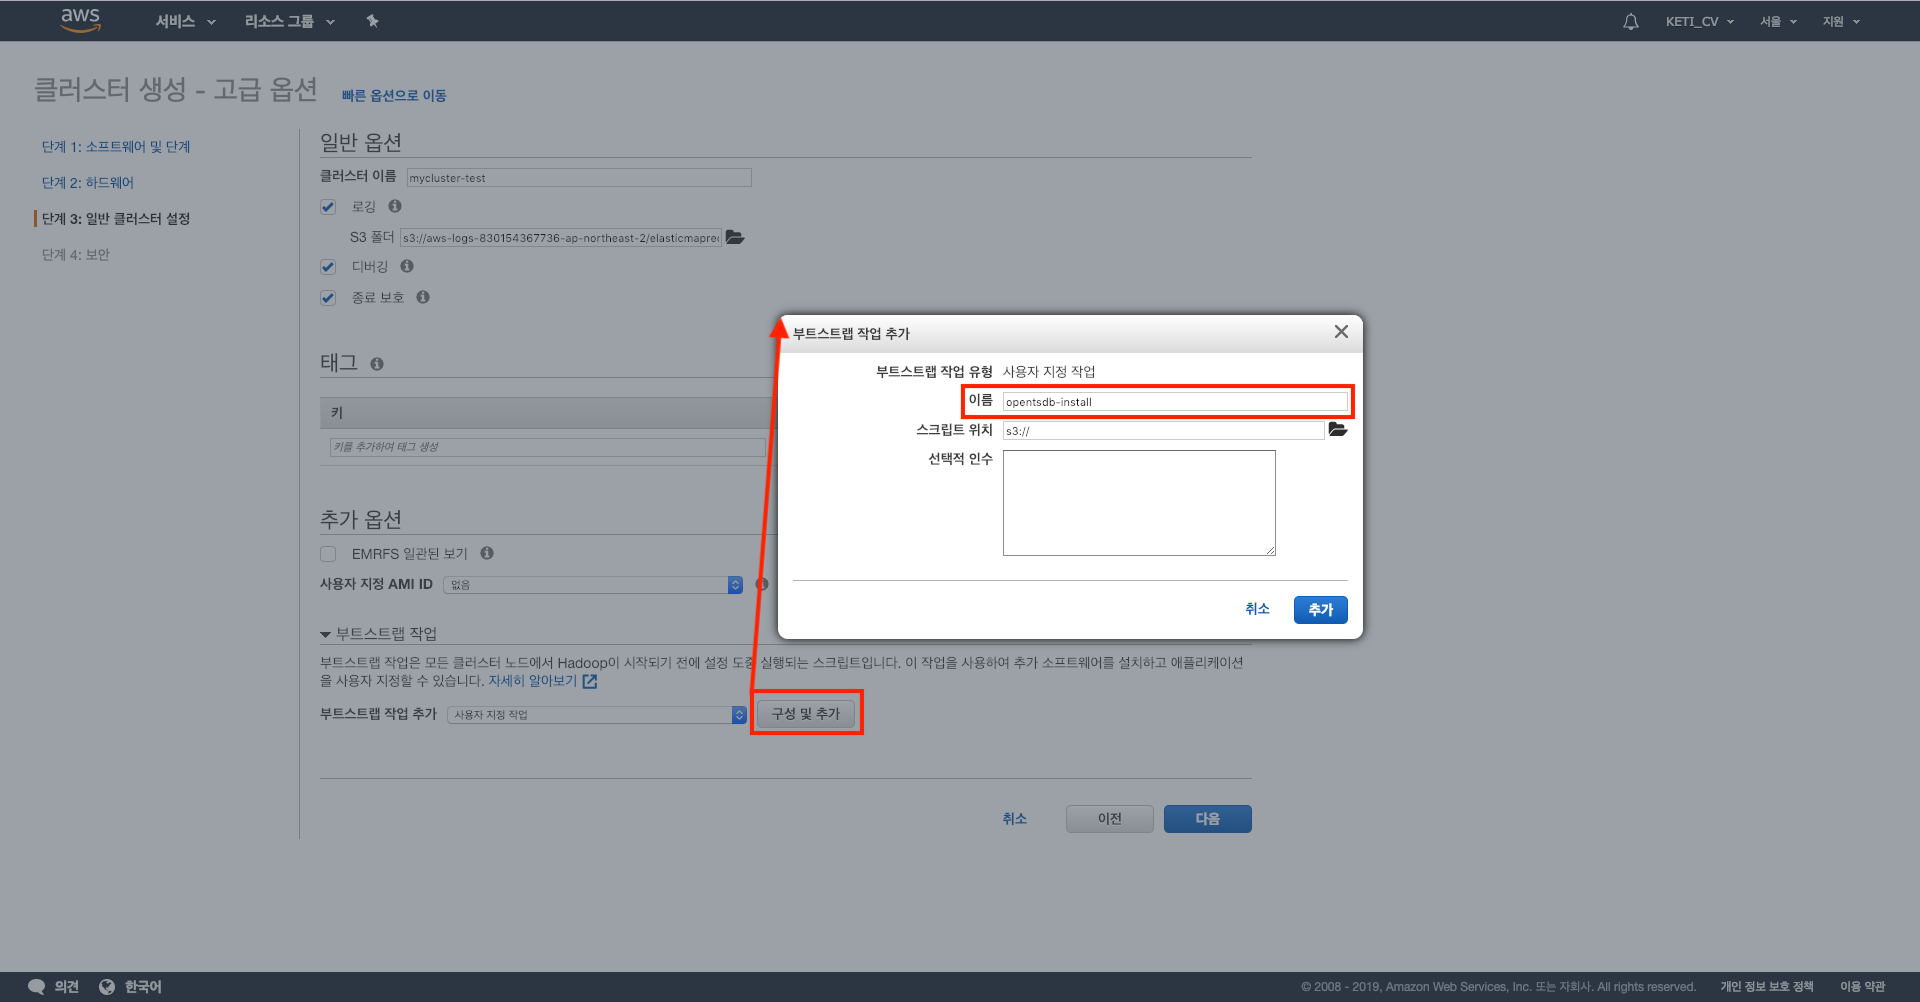 aws 서비스 리소스 그룹 KETI_CV 서울 지원
클러스터 생성 - 고급 옵션 빠른 옵션으로 이동
단계 1: 소프트웨어 및 단계
단계 2: 하드웨어
단계 3: 일반 클러스터 설정
단계 4: 보안
일반 옵션
클러스터 이름 mycluster-test
로깅
S3 폴더 s3://aws-logs-830154367736-ap-northeast-2/elasticmapred
디버깅
종료 보호
태그
키
키를 추가하여 태그 생성
추가 옵션
EMRFS 일관된 보기
사용자 지정 AMI ID 없음
부트스트랩 작업
부트스트랩 작업은 모든 클러스터 노드에서 Hadoop이 시작되기 전에 설정 도중 실행되는 스크립트입니다. 이 작업을 사용하여 추가 소프트웨어를 설치하고 애플리케이션
을 사용자 지정할 수 있습니다. 자세히 알아보기
부트스트랩 작업 추가 사용자 지정 작업 구성 및 추가
취소 이전 다음
부트스트랩 작업 추가
부트스트랩 작업 유형 사용자 지정 작업
이름 opentsdb-install
스크립트 위치 s3://
선택적 인수
취소 추가
의견 한국어 © 2008 - 2019, Amazon Web Services, Inc. 또는 자회사. All rights reserved. 개인 정보 보호 정책 이용 약관